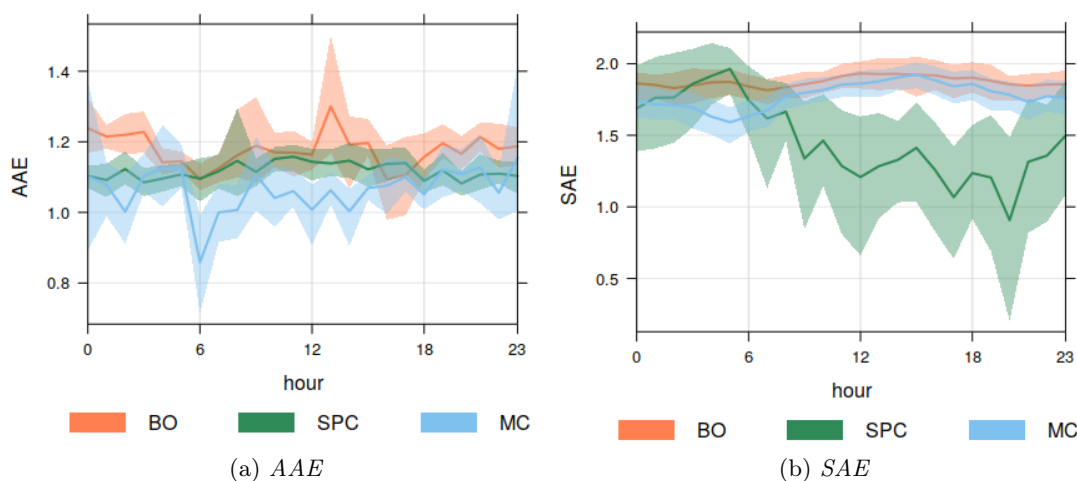 1.4
1.2
1.0
0.8
AAE
0 6 12 18 23
hour
BO SPC MC
(a) AAE
2.0
1.5
1.0
0.5
SAE
0 6 12 18 23
hour
BO SPC MC
(b) SAE